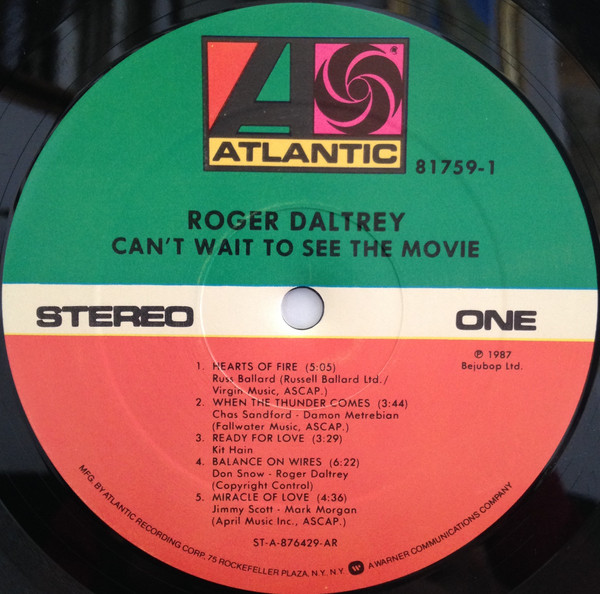 ATLANTIC
®
81759-1
ROGER DALTREY
CAN'T WAIT TO SEE THE MOVIE
STEREO
ONE
℗ 1987
Bejubop Ltd.
1. HEARTS OF FIRE (5:05)
Russ Ballard (Russell Ballard Ltd./
Virgin Music, ASCAP.)
2. WHEN THE THUNDER COMES (3:44)
Chas Sandford - Damon Metrebian
(Fallwater Music, ASCAP.)
3. READY FOR LOVE (3:29)
Kit Hain
4. BALANCE ON WIRES (6:22)
Don Snow - Roger Daltrey
(Copyright Control)
5. MIRACLE OF LOVE (4:36)
Jimmy Scott - Mark Morgan
(April Music Inc., ASCAP.)
ST-A-876429-AR
MFG. BY ATLANTIC RECORDING CORP. 75 ROCKEFELLER PLAZA, N.Y. N.Y. W A WARNER COMMUNICATIONS COMPANY